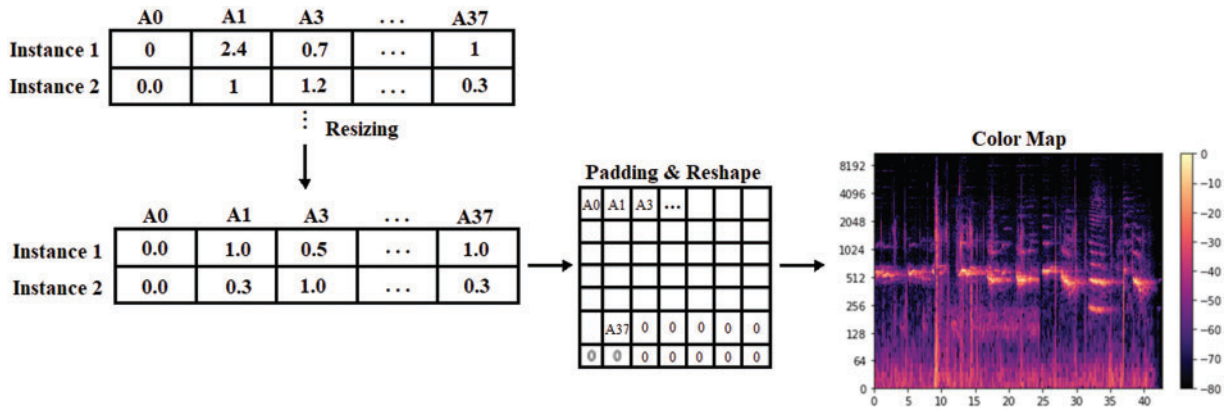 A0 A1 A3 ... A37
Instance 1 0 2.4 0.7 ... 1
Instance 2 0.0 1 1.2 ... 0.3
Resizing
A0 A1 A3 ... A37
Instance 1 0.0 1.0 0.5 ... 1.0
Instance 2 0.0 0.3 1.0 ... 0.3
Padding & Reshape
A0 A1 A3 ...
A37 0 0 0 0 0
0 0 0 0 0 0 0
Color Map
8192
4096
2048
1024
512
256
128
64
0
0 5 10 15 20 25 30 35 40
0
-10
-20
-30
-40
-50
-60
-70
-80